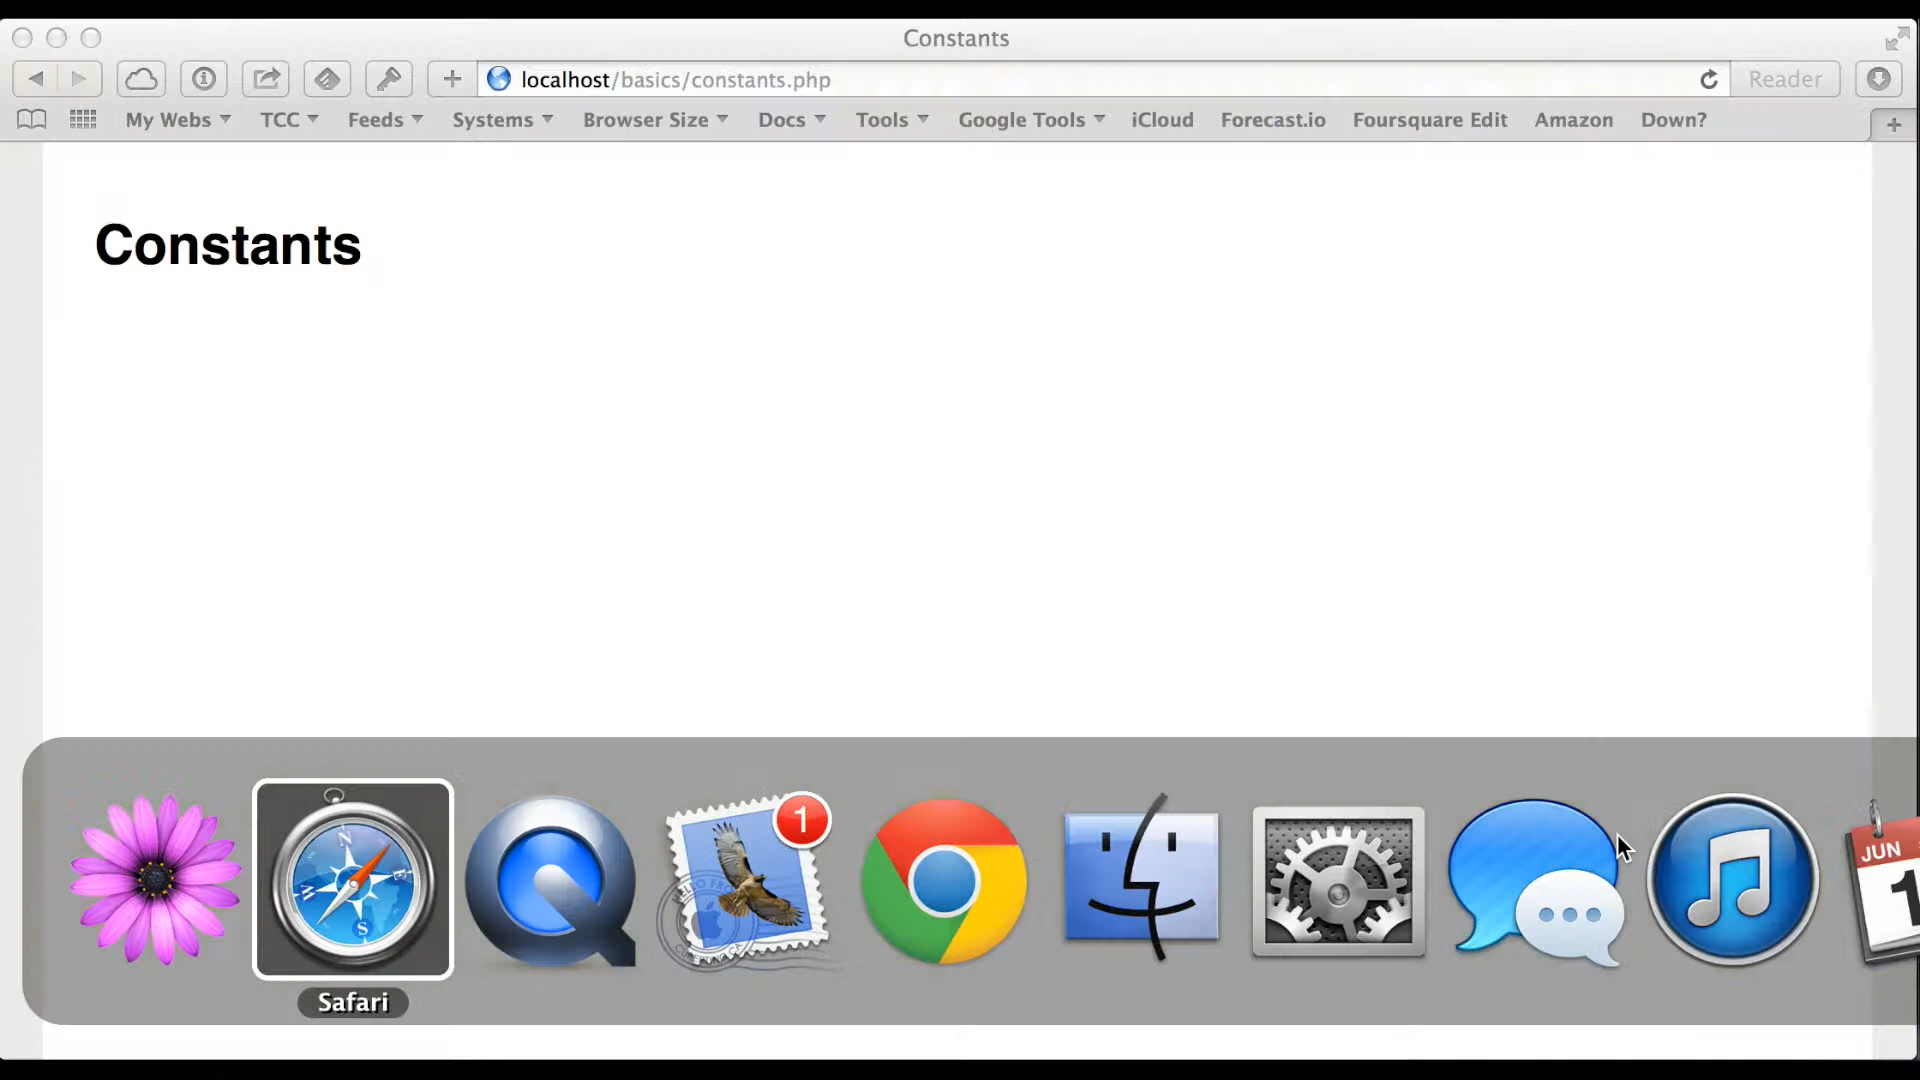 Constants
localhost/basics/constants.php
Reader
My Webs TCC Feeds Systems Browser Size Docs Tools Google Tools iCloud Forecast.io Foursquare Edit Amazon Down?
Constants
1
N
W E
S
JUN
1
Safari